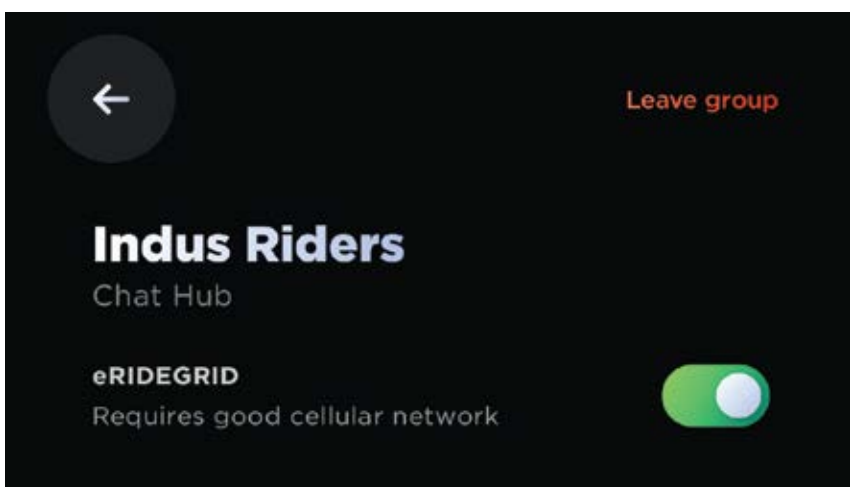 Leave group
Indus Riders
Chat Hub
eRIDEGRID
Requires good cellular network